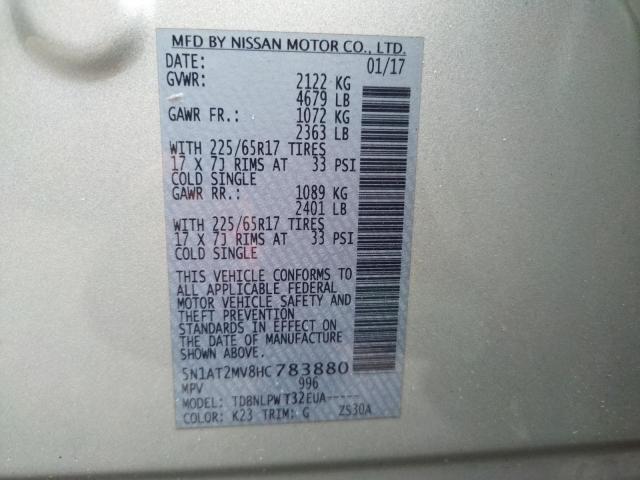 MFD BY NISSAN MOTOR CO., LTD.
DATE: 01/17
GVWR: 2122 KG
4679 LB
GAWR FR.: 1072 KG
2363 LB
WITH 225/65R17 TIRES
17 X 7J RIMS AT 33 PSI
COLD SINGLE
GAWR RR.: 1089 KG
2401 LB
WITH 225/65R17 TIRES
17 X 7J RIMS AT 33 PSI
COLD SINGLE
THIS VEHICLE CONFORMS TO
ALL APPLICABLE FEDERAL
MOTOR VEHICLE SAFETY AND
THEFT PREVENTION
STANDARDS IN EFFECT ON
THE DATE OF MANUFACTURE
SHOWN ABOVE.
5N1AT2MV8HC783880
MPV 996
MODEL: TDBNLPWT32EUA-----
COLOR: K23 TRIM: G ZS30A